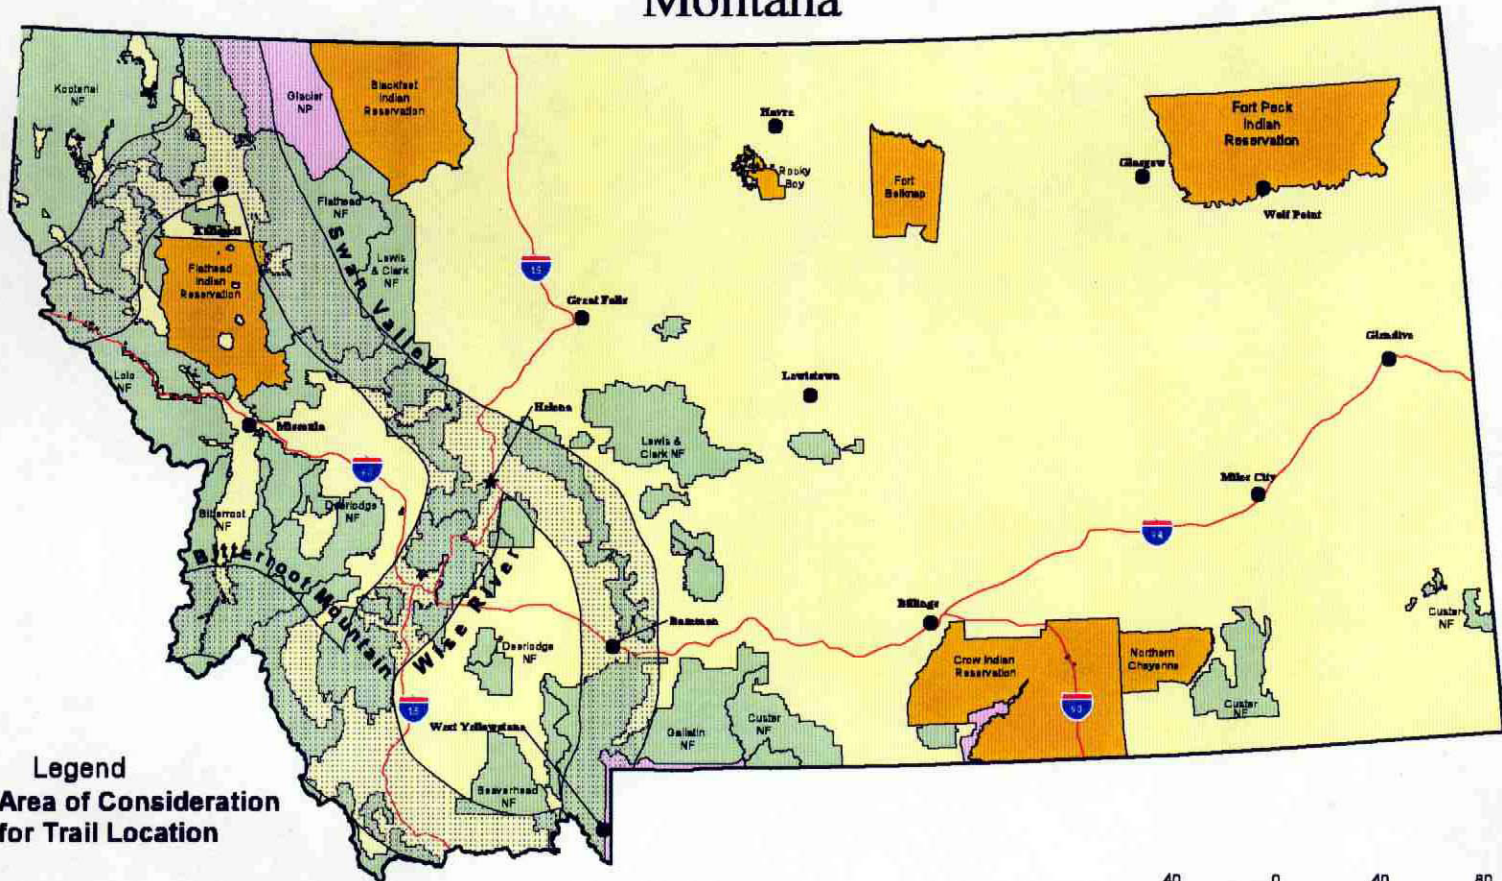 Montana
Kootenai
NF
Glacier
NP
Blackfeet
Indian
Reservation
Havre
Rocky
Boy
Fort
Belknap
Fort Peck
Indian
Reservation
Glasgow
Wolf Point
Flathead
NF
Kalispell
Flathead
Indian
Reservation
Lewis
& Clark
NF
Swan Valley
15
Great Falls
Glendive
Lolo
NF
Lewistown
Helena
Missoula
Lewis &
Clark NF
90
Miles City
Bitterroot
NF
Deerlodge
NF
94
Bitterroot Mountain
Wise River
Billings
Bozeman
Custer
NF
Deerlodge
NF
Crow Indian
Reservation
Northern
Cheyenne
15
West Yellowstone
Gallatin
NF
Custer
NF
90
Custer
NF
Beaverhead
NF
Legend
Area of Consideration
for Trail Location
40
0
40
80